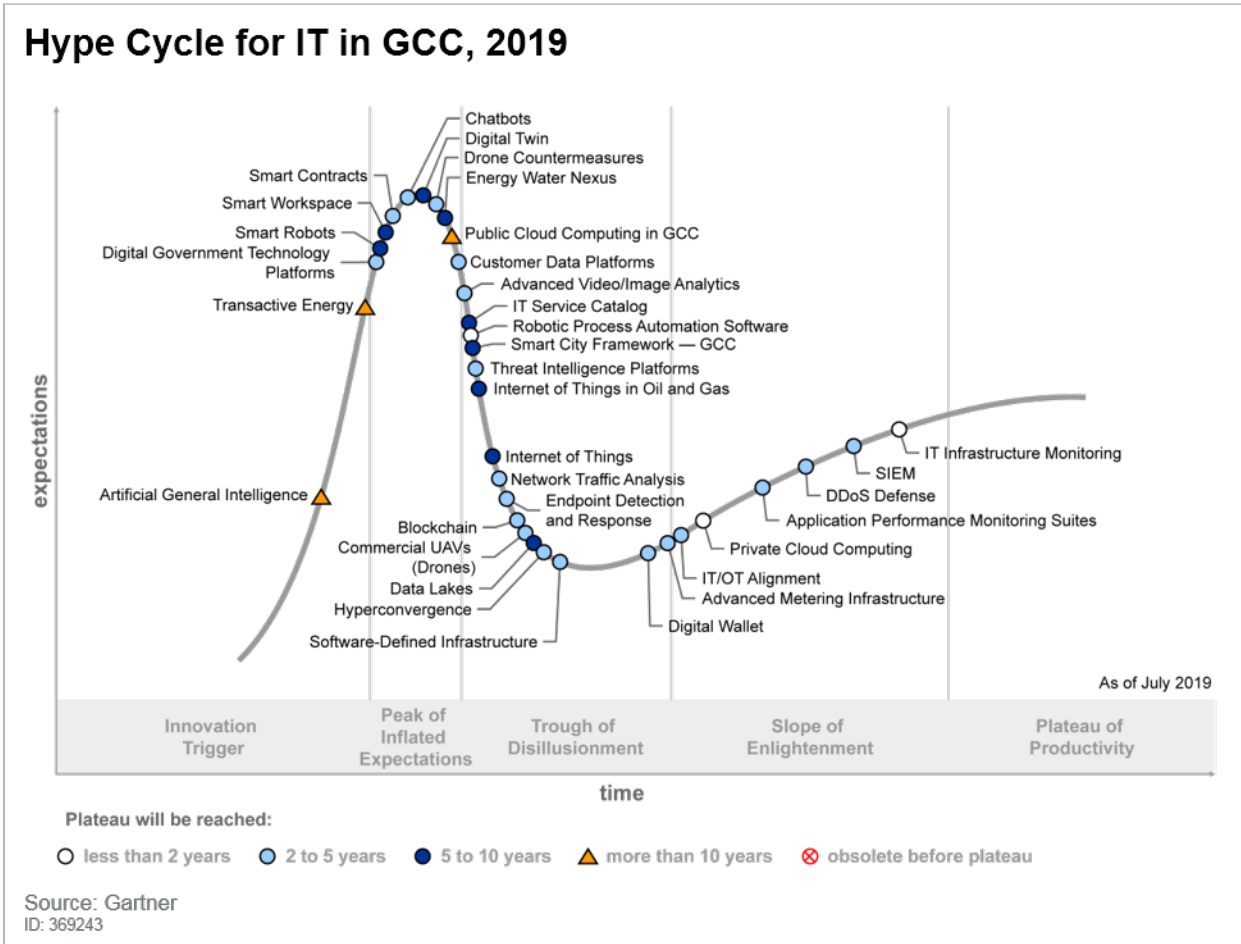 Hype Cycle for IT in GCC, 2019
expectations
Chatbots
Digital Twin
Drone Countermeasures
Energy Water Nexus
Smart Contracts
Smart Workspace
Smart Robots
Digital Government Technology
Platforms
Transactive Energy
Artificial General Intelligence
Public Cloud Computing in GCC
Customer Data Platforms
Advanced Video/Image Analytics
IT Service Catalog
Robotic Process Automation Software
Smart City Framework — GCC
Threat Intelligence Platforms
Internet of Things in Oil and Gas
Internet of Things
Network Traffic Analysis
Endpoint Detection
and Response
Blockchain
Commercial UAVs
(Drones)
Data Lakes
Hyperconvergence
Software-Defined Infrastructure
IT Infrastructure Monitoring
SIEM
DDoS Defense
Application Performance Monitoring Suites
Private Cloud Computing
IT/OT Alignment
Advanced Metering Infrastructure
Digital Wallet
As of July 2019
Innovation
Trigger
Peak of
Inflated
Expectations
Trough of
Disillusionment
Slope of
Enlightenment
Plateau of
Productivity
time
Plateau will be reached:
less than 2 years
2 to 5 years
5 to 10 years
more than 10 years
obsolete before plateau
Source: Gartner
ID: 369243